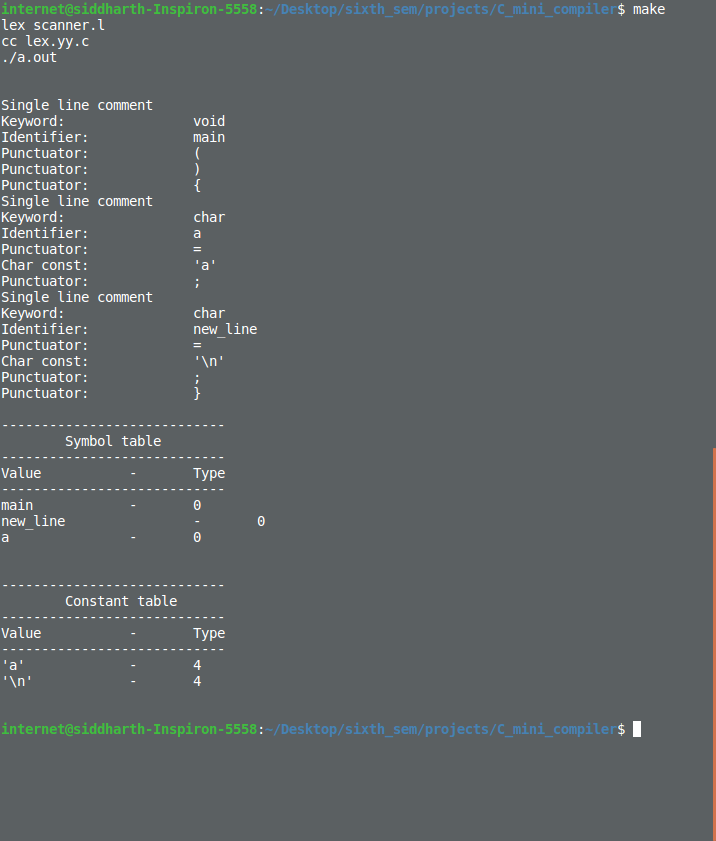 internet@siddharth-Inspiron-5558:~/Desktop/sixth_sem/projects/C_mini_compiler$ make
lex scanner.l
cc lex.yy.c
./a.out
Single line comment
Keyword:                void
Identifier:             main
Punctuator:             (
Punctuator:             )
Punctuator:             {
Single line comment
Keyword:                char
Identifier:             a
Punctuator:             =
Char const:             'a'
Punctuator:             ;
Single line comment
Keyword:                char
Identifier:             new_line
Punctuator:             =
Char const:             '\n'
Punctuator:             ;
Punctuator:             }
----------------------------
        Symbol table
----------------------------
Value           -       Type
----------------------------
main            -       0
new_line                -       0
a               -       0
----------------------------
        Constant table
----------------------------
Value           -       Type
----------------------------
'a'             -       4
'\n'            -       4
internet@siddharth-Inspiron-5558:~/Desktop/sixth_sem/projects/C_mini_compiler$